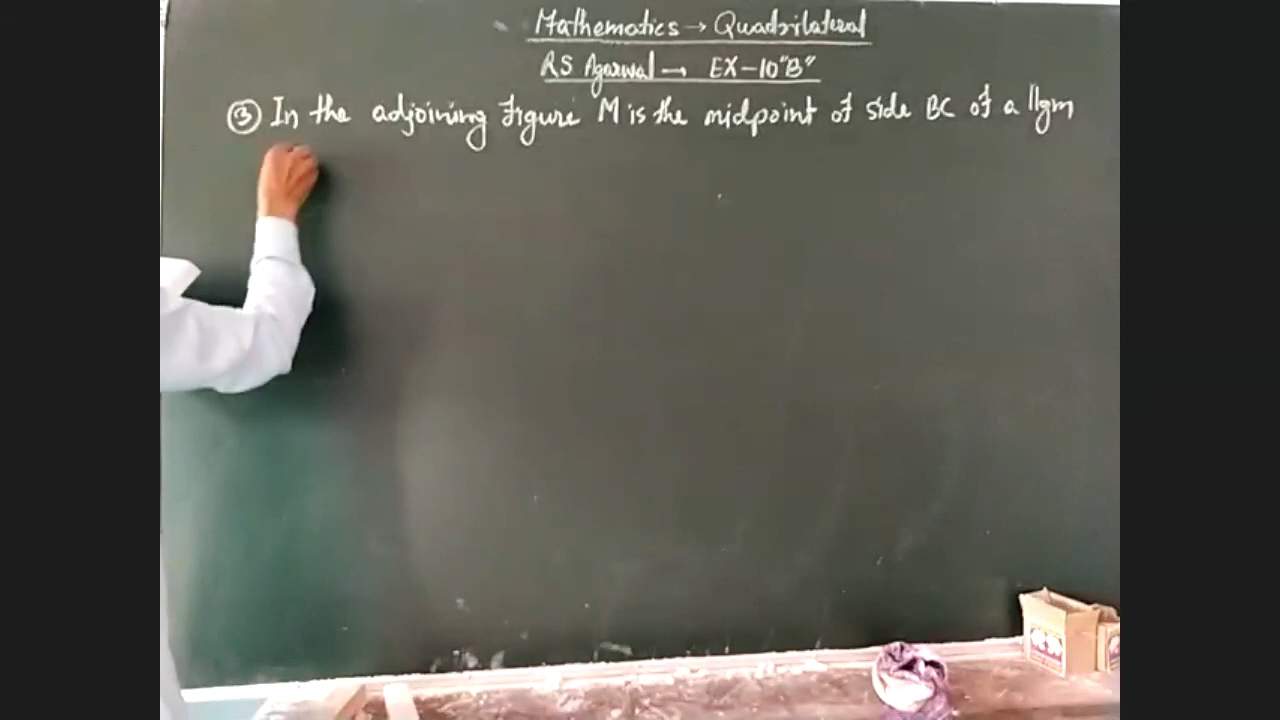 Mathematics → Quadrilateral
RS Agarwal → EX-10"B"
③ In the adjoining figure M is the midpoint of side BC of a ||gm